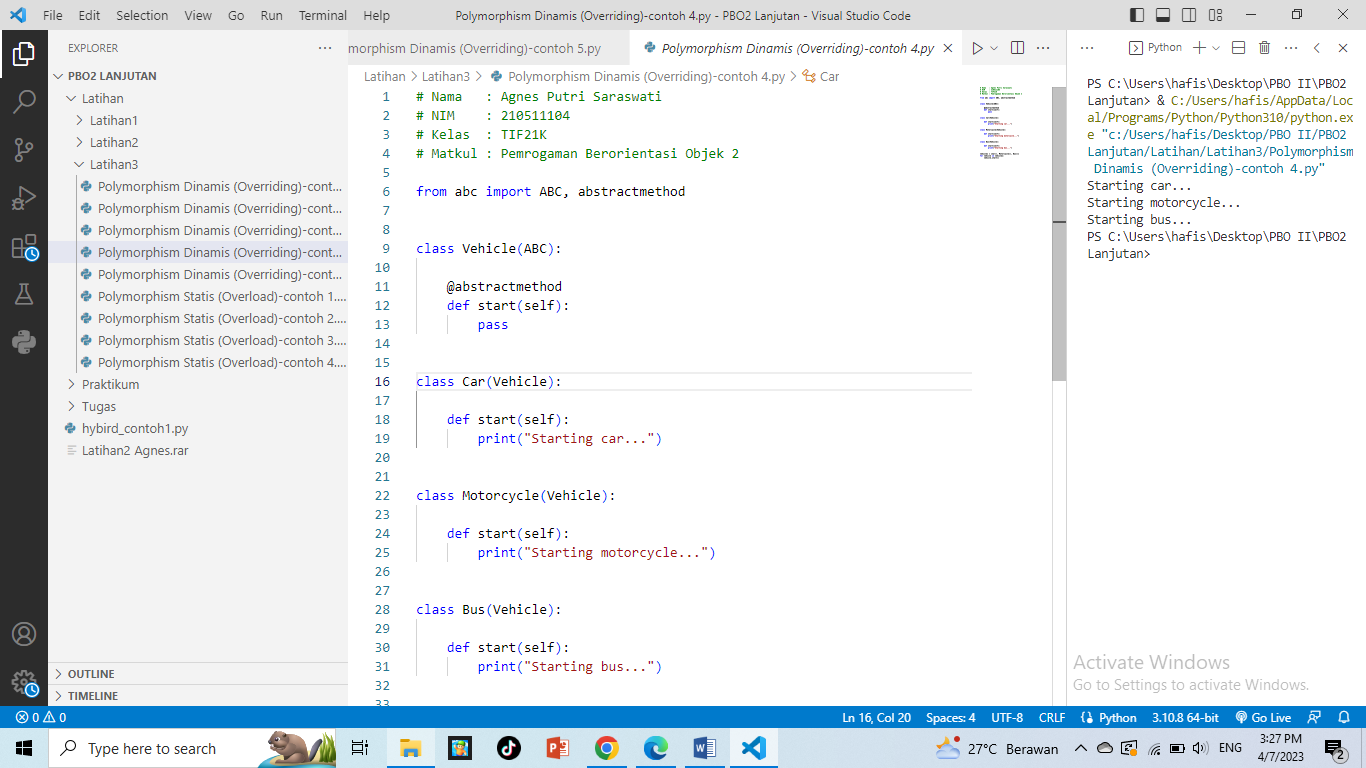 File Edit Selection View Go Run Terminal Help
Polymorphism Dinamis (Overriding)-contoh 4.py - PBO2 Lanjutan - Visual Studio Code
EXPLORER
PBO2 LANJUTAN
Latihan
Latihan1
Latihan2
Latihan3
Polymorphism Dinamis (Overriding)-cont...
Polymorphism Dinamis (Overriding)-cont...
Polymorphism Dinamis (Overriding)-cont...
Polymorphism Dinamis (Overriding)-cont...
Polymorphism Dinamis (Overriding)-cont...
Polymorphism Statis (Overload)-contoh 1....
Polymorphism Statis (Overload)-contoh 2....
Polymorphism Statis (Overload)-contoh 3....
Polymorphism Statis (Overload)-contoh 4....
Praktikum
Tugas
hybird_contoh1.py
Latihan2 Agnes.rar
OUTLINE
TIMELINE
morphism Dinamis (Overriding)-contoh 5.py
Polymorphism Dinamis (Overriding)-contoh 4.py
Latihan > Latihan3 > Polymorphism Dinamis (Overriding)-contoh 4.py > Car
1 # Nama   : Agnes Putri Saraswati
2 # NIM    : 210511104
3 # Kelas  : TIF21K
4 # Matkul : Pemrogaman Berorientasi Objek 2
5
6 from abc import ABC, abstractmethod
7
8
9 class Vehicle(ABC):
10
11     @abstractmethod
12     def start(self):
13         pass
14
15
16 class Car(Vehicle):
17
18     def start(self):
19         print("Starting car...")
20
21
22 class Motorcycle(Vehicle):
23
24     def start(self):
25         print("Starting motorcycle...")
26
27
28 class Bus(Vehicle):
29
30     def start(self):
31         print("Starting bus...")
32
33
Python
PS C:\Users\hafis\Desktop\PBO II\PBO2
Lanjutan> & C:/Users/hafis/AppData/Loc
al/Programs/Python/Python310/python.ex
e "c:/Users/hafis/Desktop/PBO II/PBO2
Lanjutan/Latihan/Latihan3/Polymorphism
Dinamis (Overriding)-contoh 4.py"
Starting car...
Starting motorcycle...
Starting bus...
PS C:\Users\hafis\Desktop\PBO II\PBO2
Lanjutan>
Activate Windows
Go to Settings to activate Windows.
0 0
Ln 16, Col 20 Spaces: 4 UTF-8 CRLF Python 3.10.8 64-bit Go Live
Type here to search
27°C Berawan
ENG
3:27 PM
4/7/2023
2